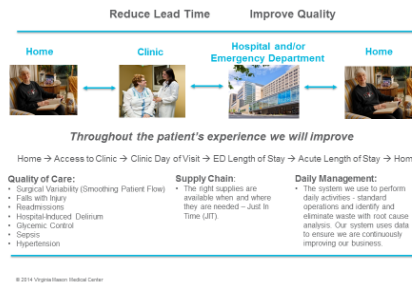 Reduce Lead Time Improve Quality
Home Clinic Hospital and/or Emergency Department Home
Throughout the patient's experience we will improve
Home → Access to Clinic → Clinic Day of Visit → ED Length of Stay → Acute Length of Stay → Hom
Quality of Care:
• Surgical Variability (Smoothing Patient Flow)
• Falls with Injury
• Readmissions
• Hospital-Induced Delirium
• Glycemic Control
• Sepsis
• Hypertension
Supply Chain:
• The right supplies are
available when and where
they are needed – Just In
Time (JIT).
Daily Management:
• The system we use to perform
daily activities - standard
operations and identify and
eliminate waste with root cause
analysis. Our system uses data
to ensure we are continuously
improving our business.
© 2014 Virginia Mason Medical Center